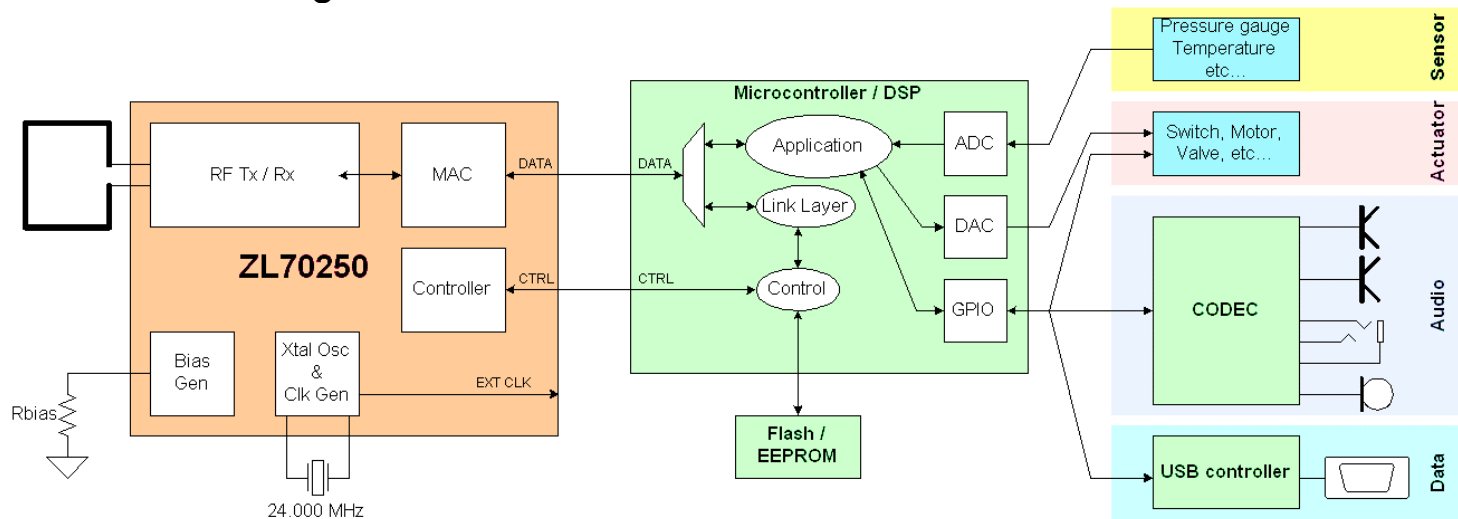 Pressure gauge
Temperature
etc...
Sensor
Microcontroller / DSP
Switch, Motor,
Valve, etc...
Actuator
RF Tx / Rx
MAC
DATA
DATA
Application
ADC
Link Layer
DAC
ZL70250
Controller
CTRL
CTRL
Control
GPIO
CODEC
Audio
Bias
Gen
Xtal Osc
&
Clk Gen
EXT CLK
Rbias
Flash /
EEPROM
USB controller
Data
24.000 MHz